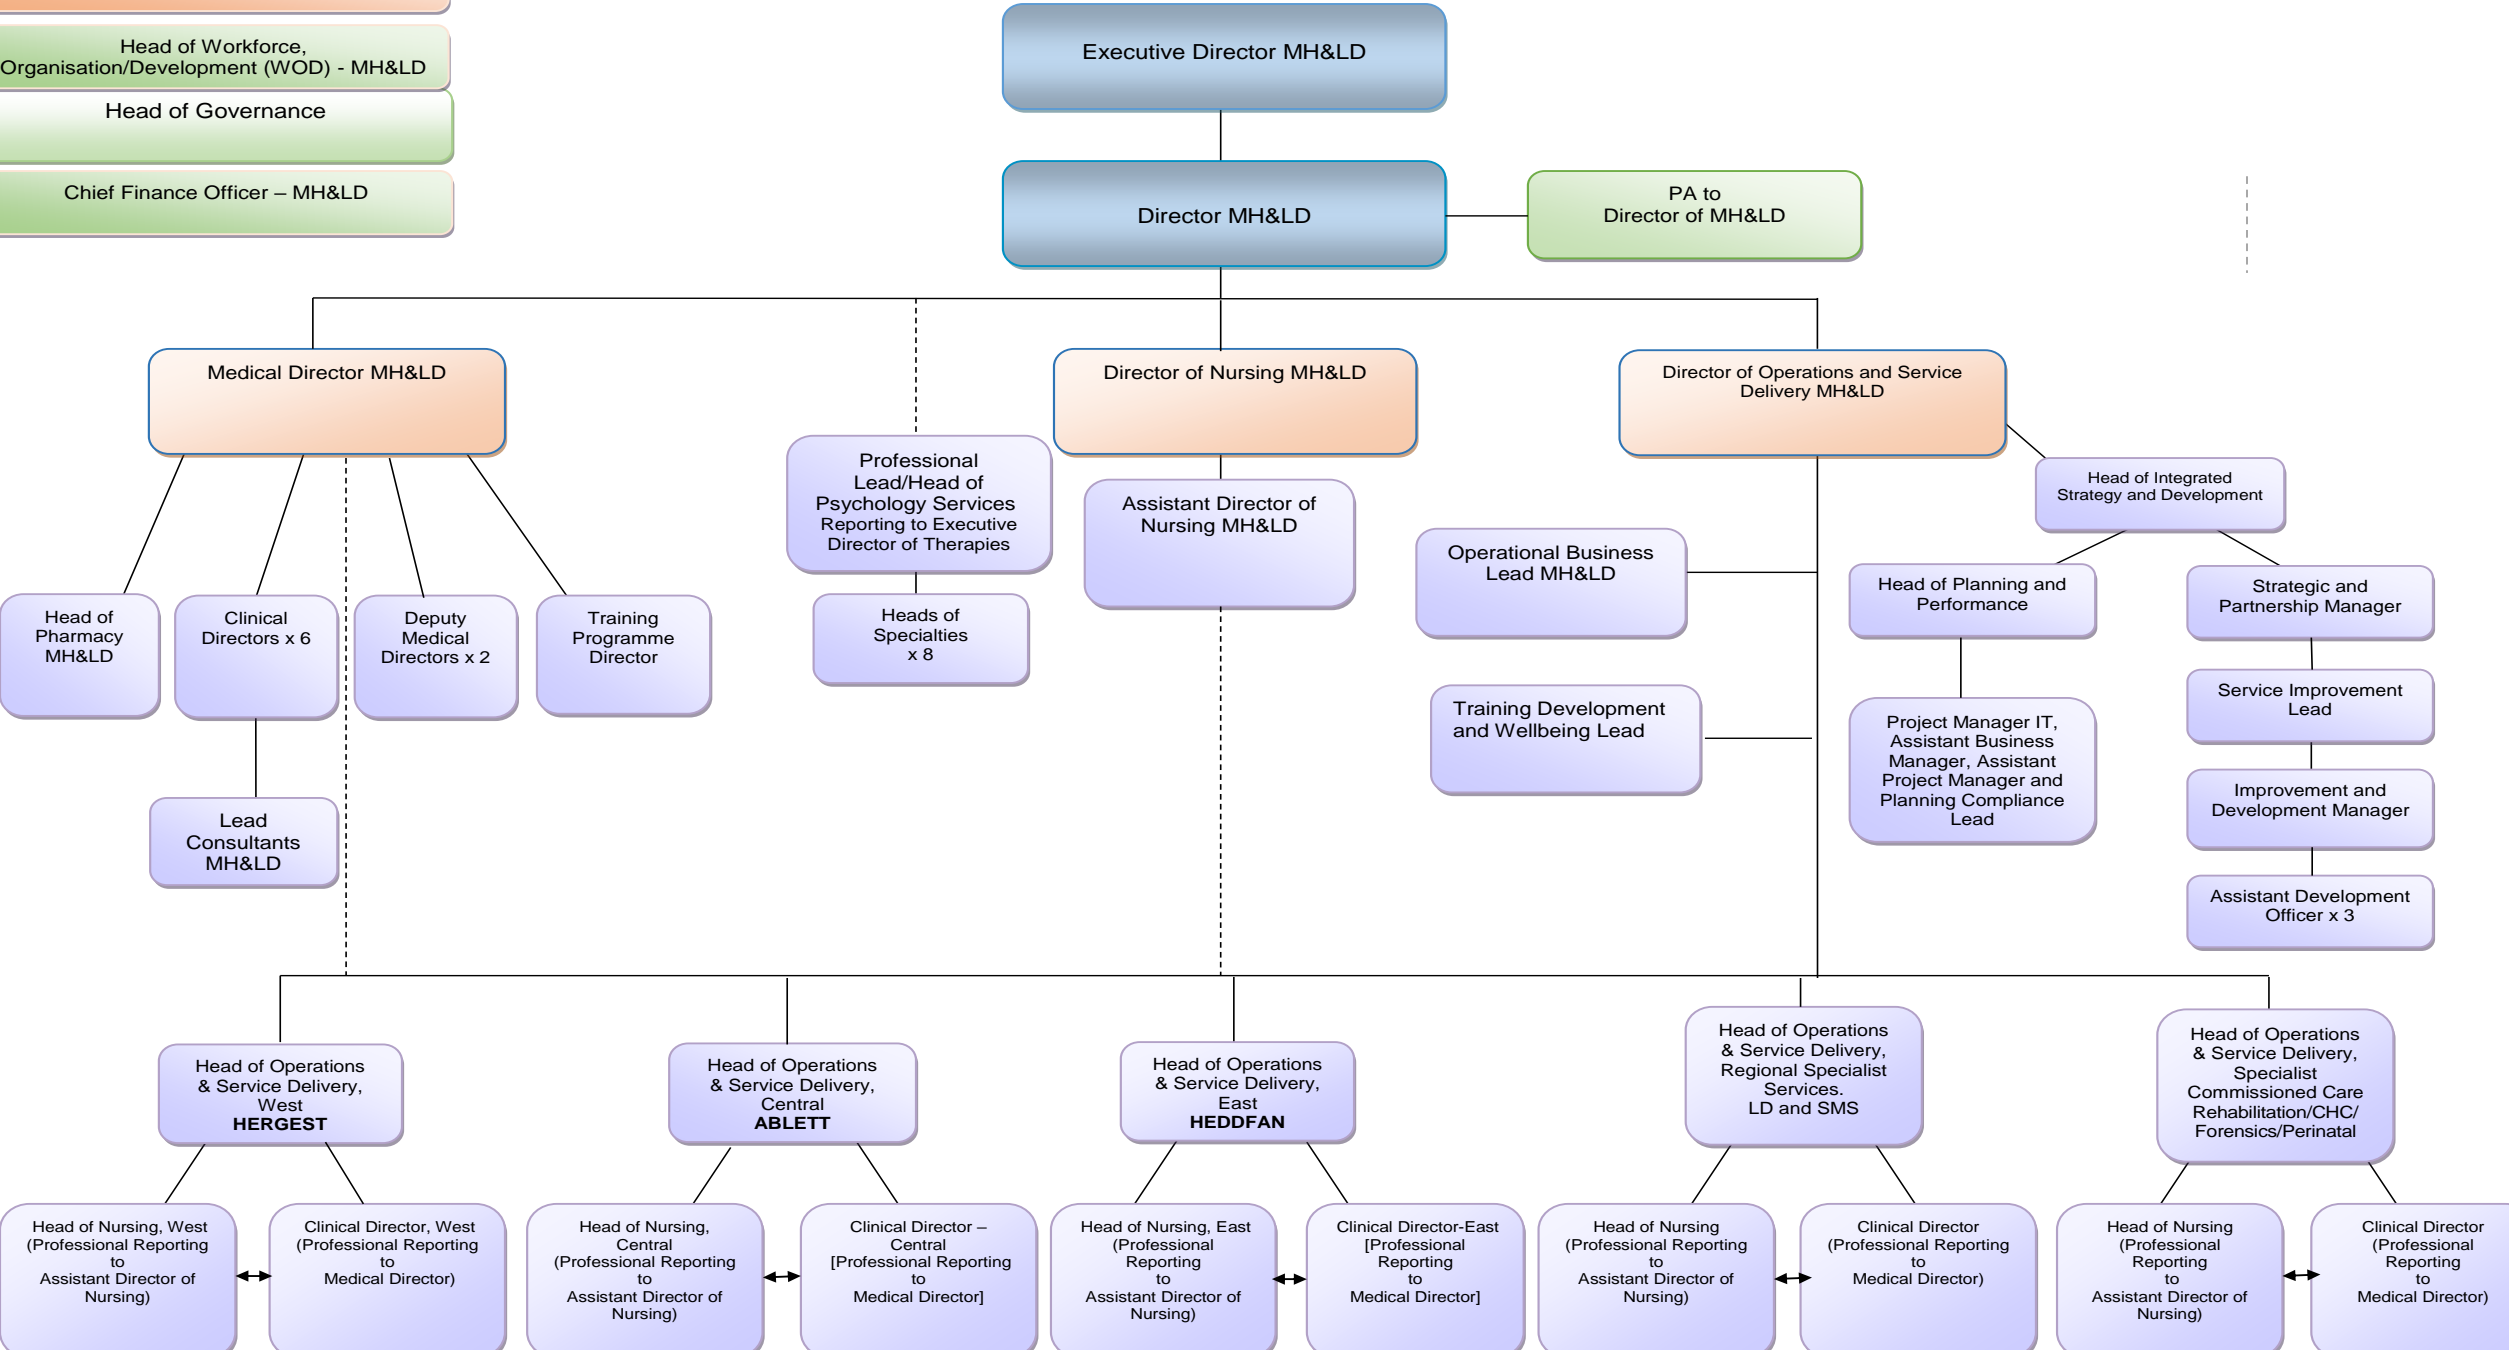 Head of Workforce,
Organisation/Development (WOD) - MH&LD
Head of Governance
Chief Finance Officer – MH&LD
Executive Director MH&LD
Director MH&LD
PA to
Director of MH&LD
Medical Director MH&LD
Director of Nursing MH&LD
Director of Operations and Service
Delivery MH&LD
Professional
Lead/Head of
Psychology Services
Reporting to Executive
Director of Therapies
Assistant Director of
Nursing MH&LD
Head of Integrated
Strategy and Development
Operational Business
Lead MH&LD
Head of Planning and
Performance
Strategic and
Partnership Manager
Head of
Pharmacy
MH&LD
Clinical
Directors x 6
Deputy
Medical
Directors x 2
Training
Programme
Director
Heads of
Specialties
x 8
Training Development
and Wellbeing Lead
Project Manager IT,
Assistant Business
Manager, Assistant
Project Manager and
Planning Compliance
Lead
Service Improvement
Lead
Improvement and
Development Manager
Assistant Development
Officer x 3
Lead
Consultants
MH&LD
Head of Operations
& Service Delivery,
West
HERGEST
Head of Operations
& Service Delivery,
Central
ABLETT
Head of Operations
& Service Delivery,
East
HEDDFAN
Head of Operations
& Service Delivery,
Regional Specialist
Services.
LD and SMS
Head of Operations
& Service Delivery,
Specialist
Commissioned Care
Rehabilitation/CHC/
Forensics/Perinatal
Head of Nursing, West
(Professional Reporting
to
Assistant Director of
Nursing)
Clinical Director, West
(Professional Reporting
to
Medical Director)
Head of Nursing,
Central
(Professional Reporting
to
Assistant Director of
Nursing)
Clinical Director –
Central
[Professional Reporting
to
Medical Director]
Head of Nursing, East
(Professional
Reporting
to
Assistant Director of
Nursing)
Clinical Director-East
[Professional
Reporting
to
Medical Director]
Head of Nursing
(Professional Reporting
to
Assistant Director of
Nursing)
Clinical Director
(Professional Reporting
to
Medical Director)
Head of Nursing
(Professional
Reporting
to
Assistant Director of
Nursing)
Clinical Director
(Professional
Reporting
to
Medical Director)